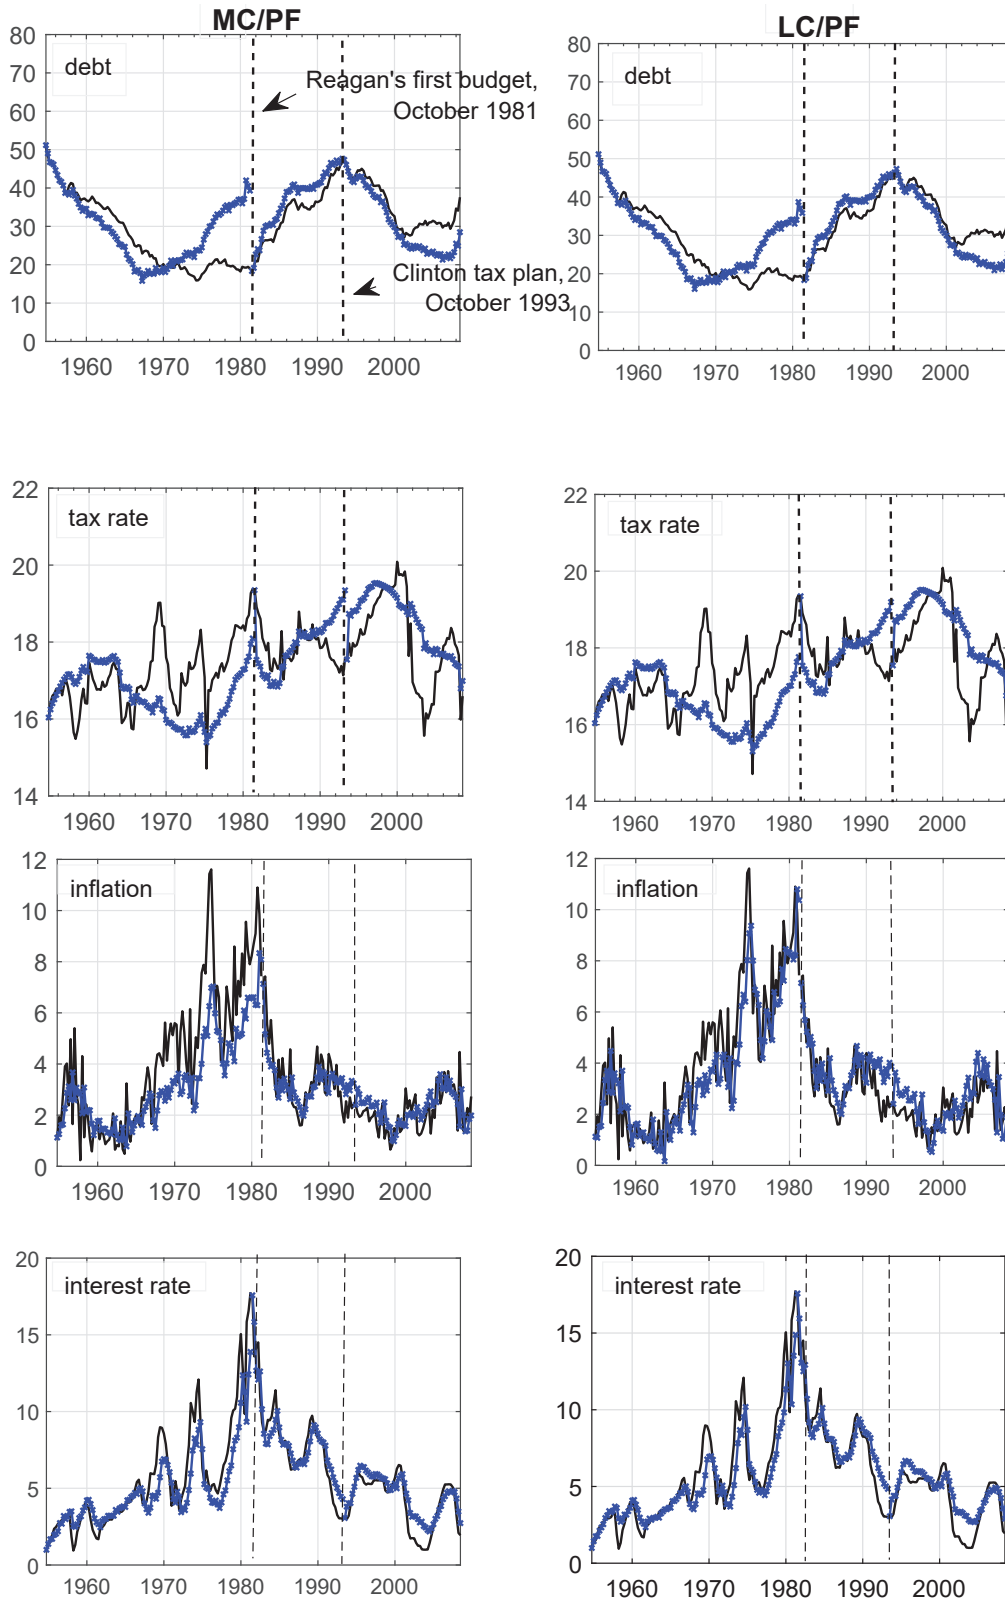 MC/PF
LC/PF
80
70
60
50
40
30
20
10
0
debt
Reagan's first budget,
October 1981
Clinton tax plan,
October 1993
1960 1970 1980 1990 2000
80
70
60
50
40
30
20
10
0
debt
1960 1970 1980 1990 2000
22
20
18
16
14
tax rate
1960 1970 1980 1990 2000
22
20
18
16
14
tax rate
1960 1970 1980 1990 2000
12
10
8
6
4
2
0
inflation
1960 1970 1980 1990 2000
12
10
8
6
4
2
0
inflation
1960 1970 1980 1990 2000
20
15
10
5
0
interest rate
1960 1970 1980 1990 2000
20
15
10
5
0
interest rate
1960 1970 1980 1990 2000